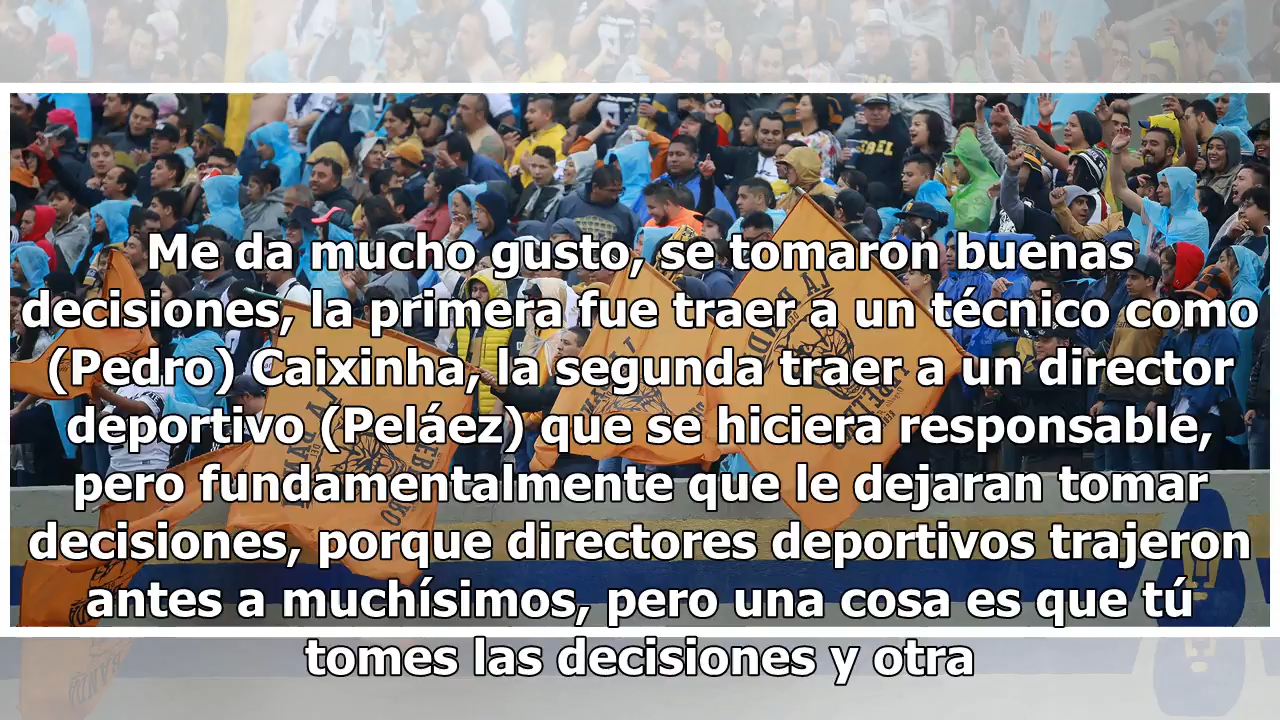 Me da mucho gusto, se tomaron buenas
decisiones, la primera fue traer a un técnico como
(Pedro) Caixinha, la segunda traer a un director
deportivo (Peláez) que se hiciera responsable,
pero fundamentalmente que le dejaran tomar
decisiones, porque directores deportivos trajeron
antes a muchísimos, pero una cosa es que tú
tomes las decisiones y otra